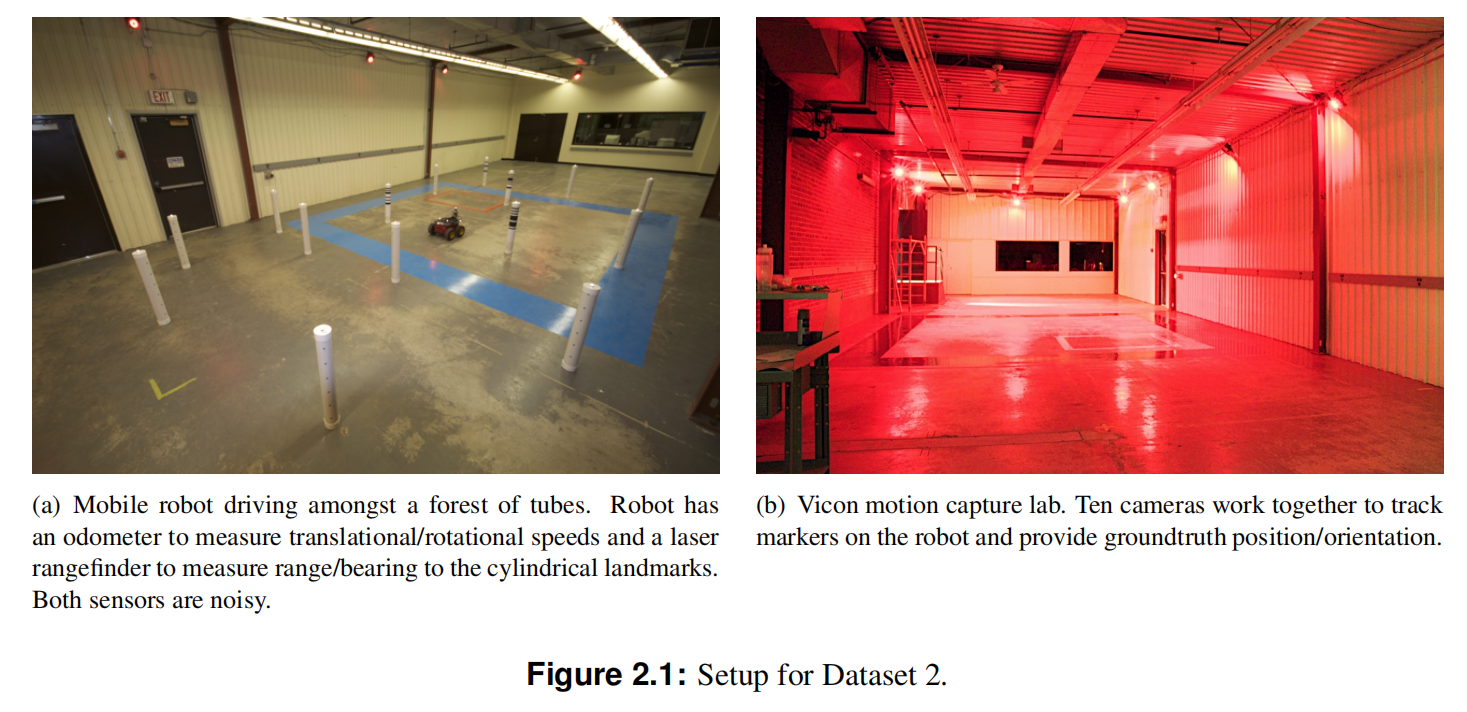 EXIT
(a) Mobile robot driving amongst a forest of tubes. Robot has
an odometer to measure translational/rotational speeds and a laser
rangefinder to measure range/bearing to the cylindrical landmarks.
Both sensors are noisy.
(b) Vicon motion capture lab. Ten cameras work together to track
markers on the robot and provide groundtruth position/orientation.
Figure 2.1: Setup for Dataset 2.